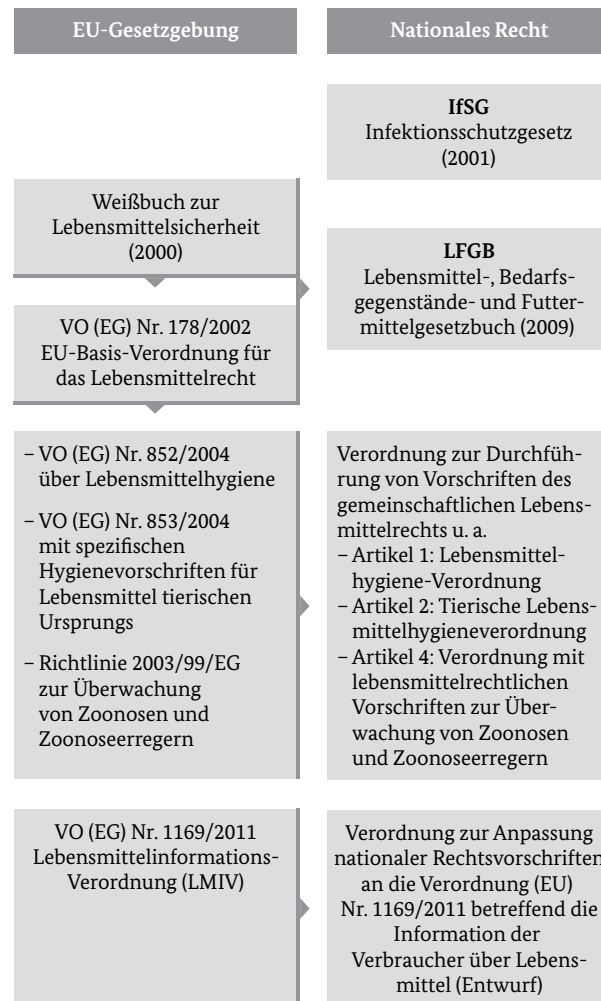 EU-Gesetzgebung
Nationales Recht
IfSG
Infektionsschutzgesetz
(2001)
Weißbuch zur
Lebensmittelsicherheit
(2000)
LFGB
Lebensmittel-, Bedarfs-
gegenstände- und Futter-
mittelgesetzbuch (2009)
VO (EG) Nr. 178/2002
EU-Basis-Verordnung für
das Lebensmittelrecht
– VO (EG) Nr. 852/2004
über Lebensmittelhygiene
– VO (EG) Nr. 853/2004
mit spezifischen
Hygienevorschriften für
Lebensmittel tierischen
Ursprungs
– Richtlinie 2003/99/EG
zur Überwachung
von Zoonosen und
Zoonoseerregern
Verordnung zur Durchfüh-
rung von Vorschriften des
gemeinschaftlichen Lebens-
mittelrechts u. a.
– Artikel 1: Lebensmittel-
hygiene-Verordnung
– Artikel 2: Tierische Lebens-
mittelhygieneverordnung
– Artikel 4: Verordnung mit
lebensmittelrechtlichen
Vorschriften zur Über-
wachung von Zoonosen
und Zoonoseerregern
VO (EG) Nr. 1169/2011
Lebensmittelinformations-
Verordnung (LMIV)
Verordnung zur Anpassung
nationaler Rechtsvorschriften
an die Verordnung (EU)
Nr. 1169/2011 betreffend die
Information der
Verbraucher über Lebens-
mittel (Entwurf)